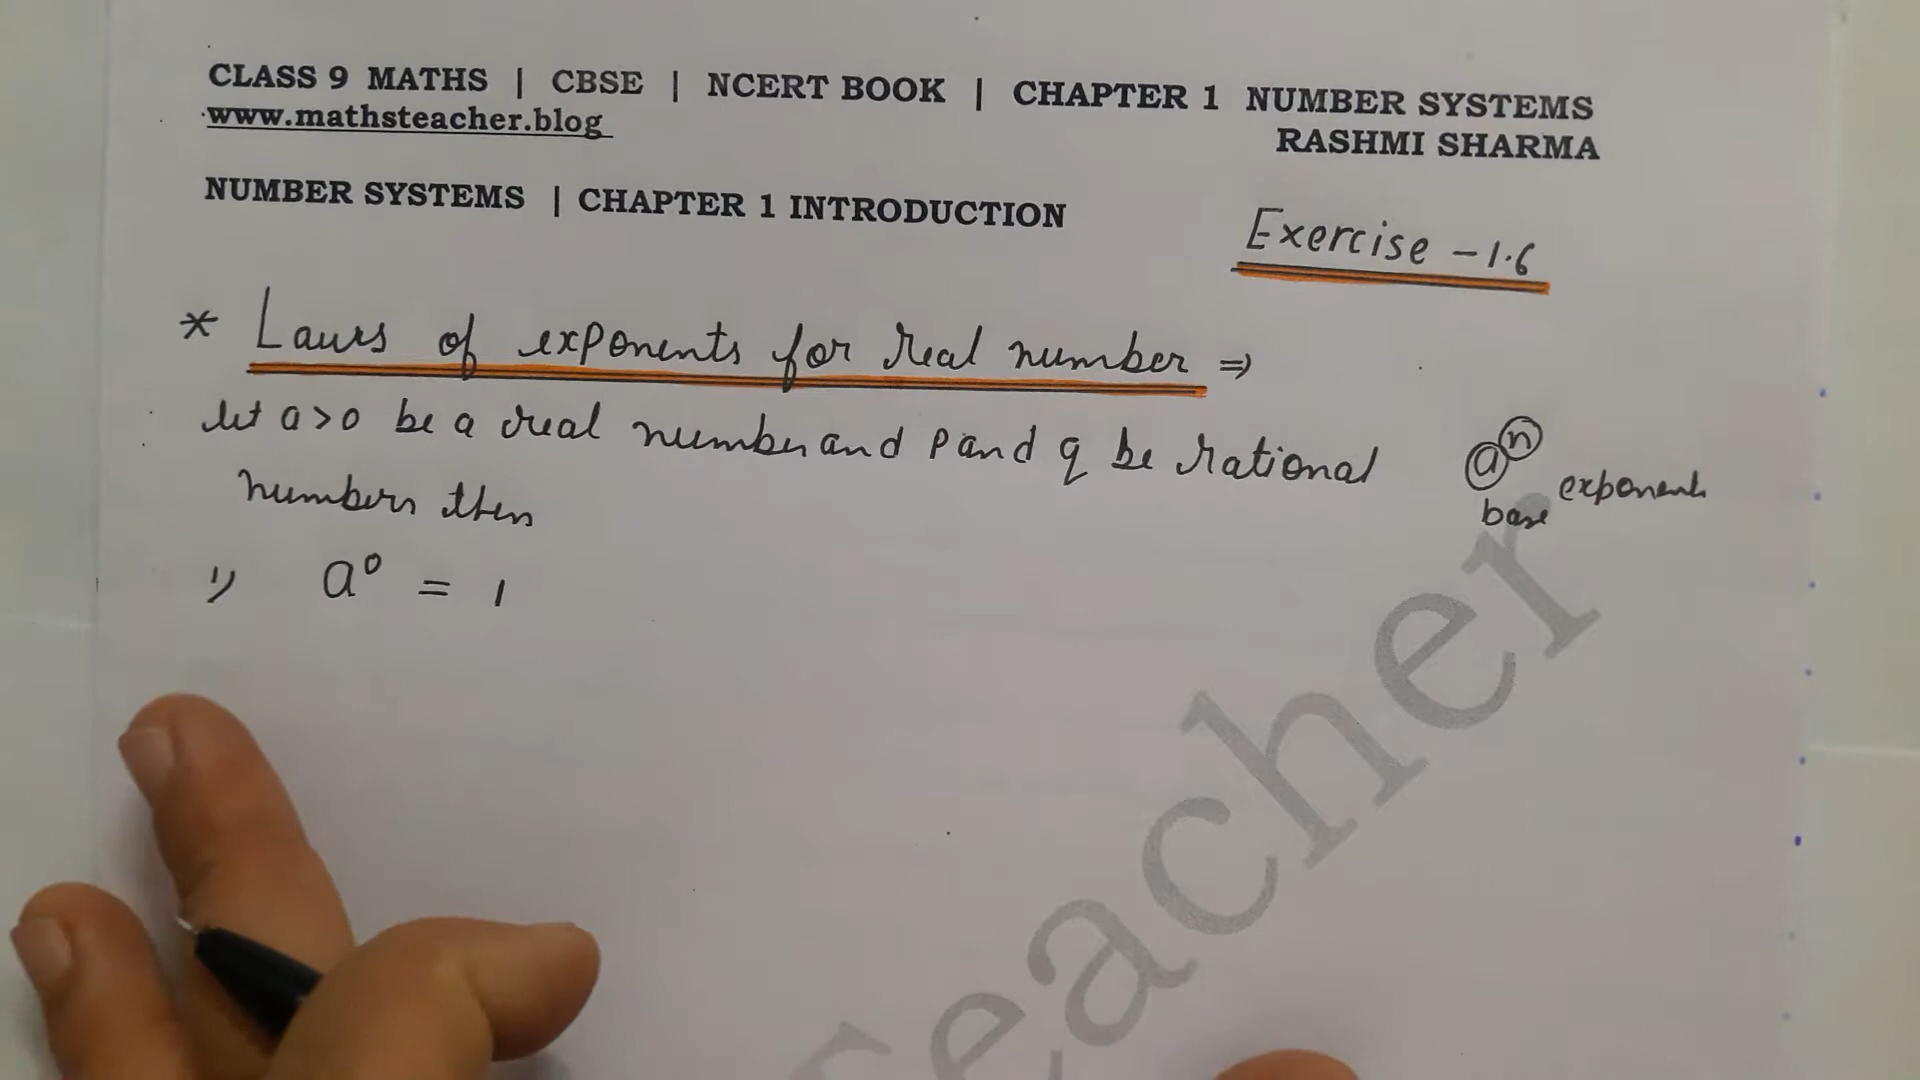 CLASS 9 MATHS | CBSE | NCERT BOOK | CHAPTER 1 NUMBER SYSTEMS
www.mathsteacher.blog
RASHMI SHARMA
NUMBER SYSTEMS | CHAPTER 1 INTRODUCTION
Exercise - 1.6
* Laws of exponents for real number ⇒
let a > 0 be a real number and p and q be rational
numbers then
aⁿ
exponents
base
1) a⁰ = 1
eacher